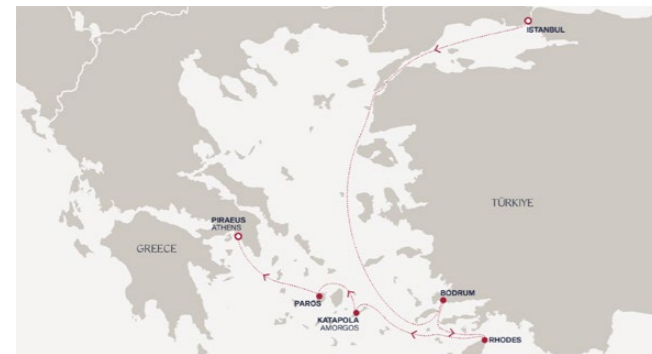 ISTANBUL
TÜRKIYE
PIRAEUS
ATHENS
GREECE
BODRUM
PAROS
KATAPOLA
AMORGOS
RHODES